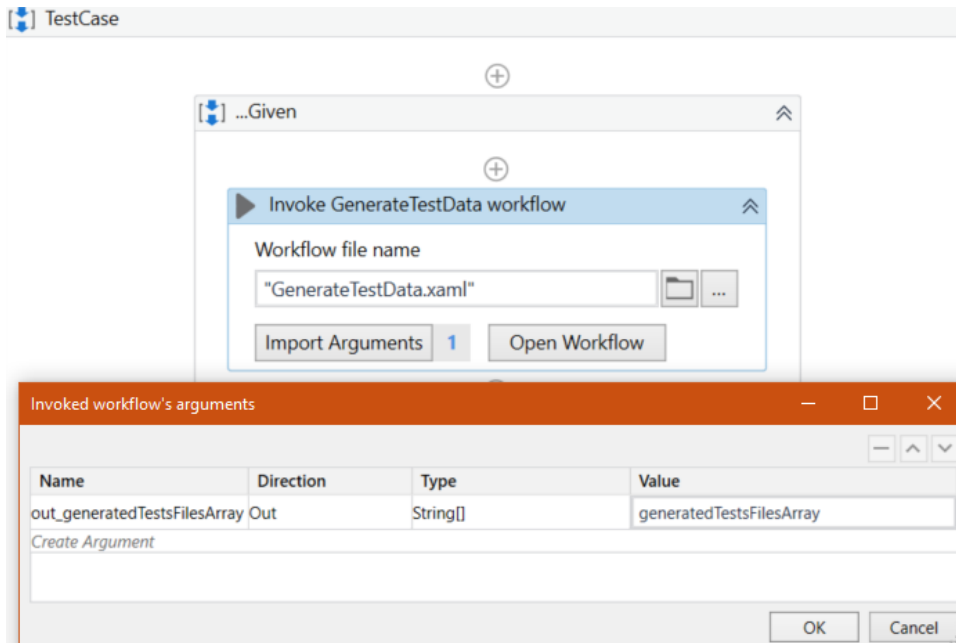 TestCase
...Given
Invoke GenerateTestData workflow
Workflow file name
"GenerateTestData.xaml"
...
Import Arguments 1 Open Workflow
Invoked workflow's arguments
Name Direction Type Value
out_generatedTestsFilesArray Out String[] generatedTestsFilesArray
Create Argument
OK Cancel